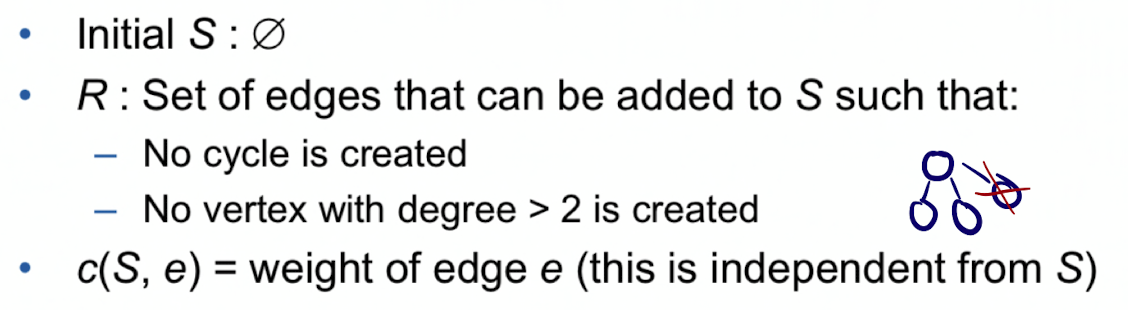 • Initial S : ∅
• R : Set of edges that can be added to S such that:
– No cycle is created
– No vertex with degree > 2 is created
• c(S, e) = weight of edge e (this is independent from S)